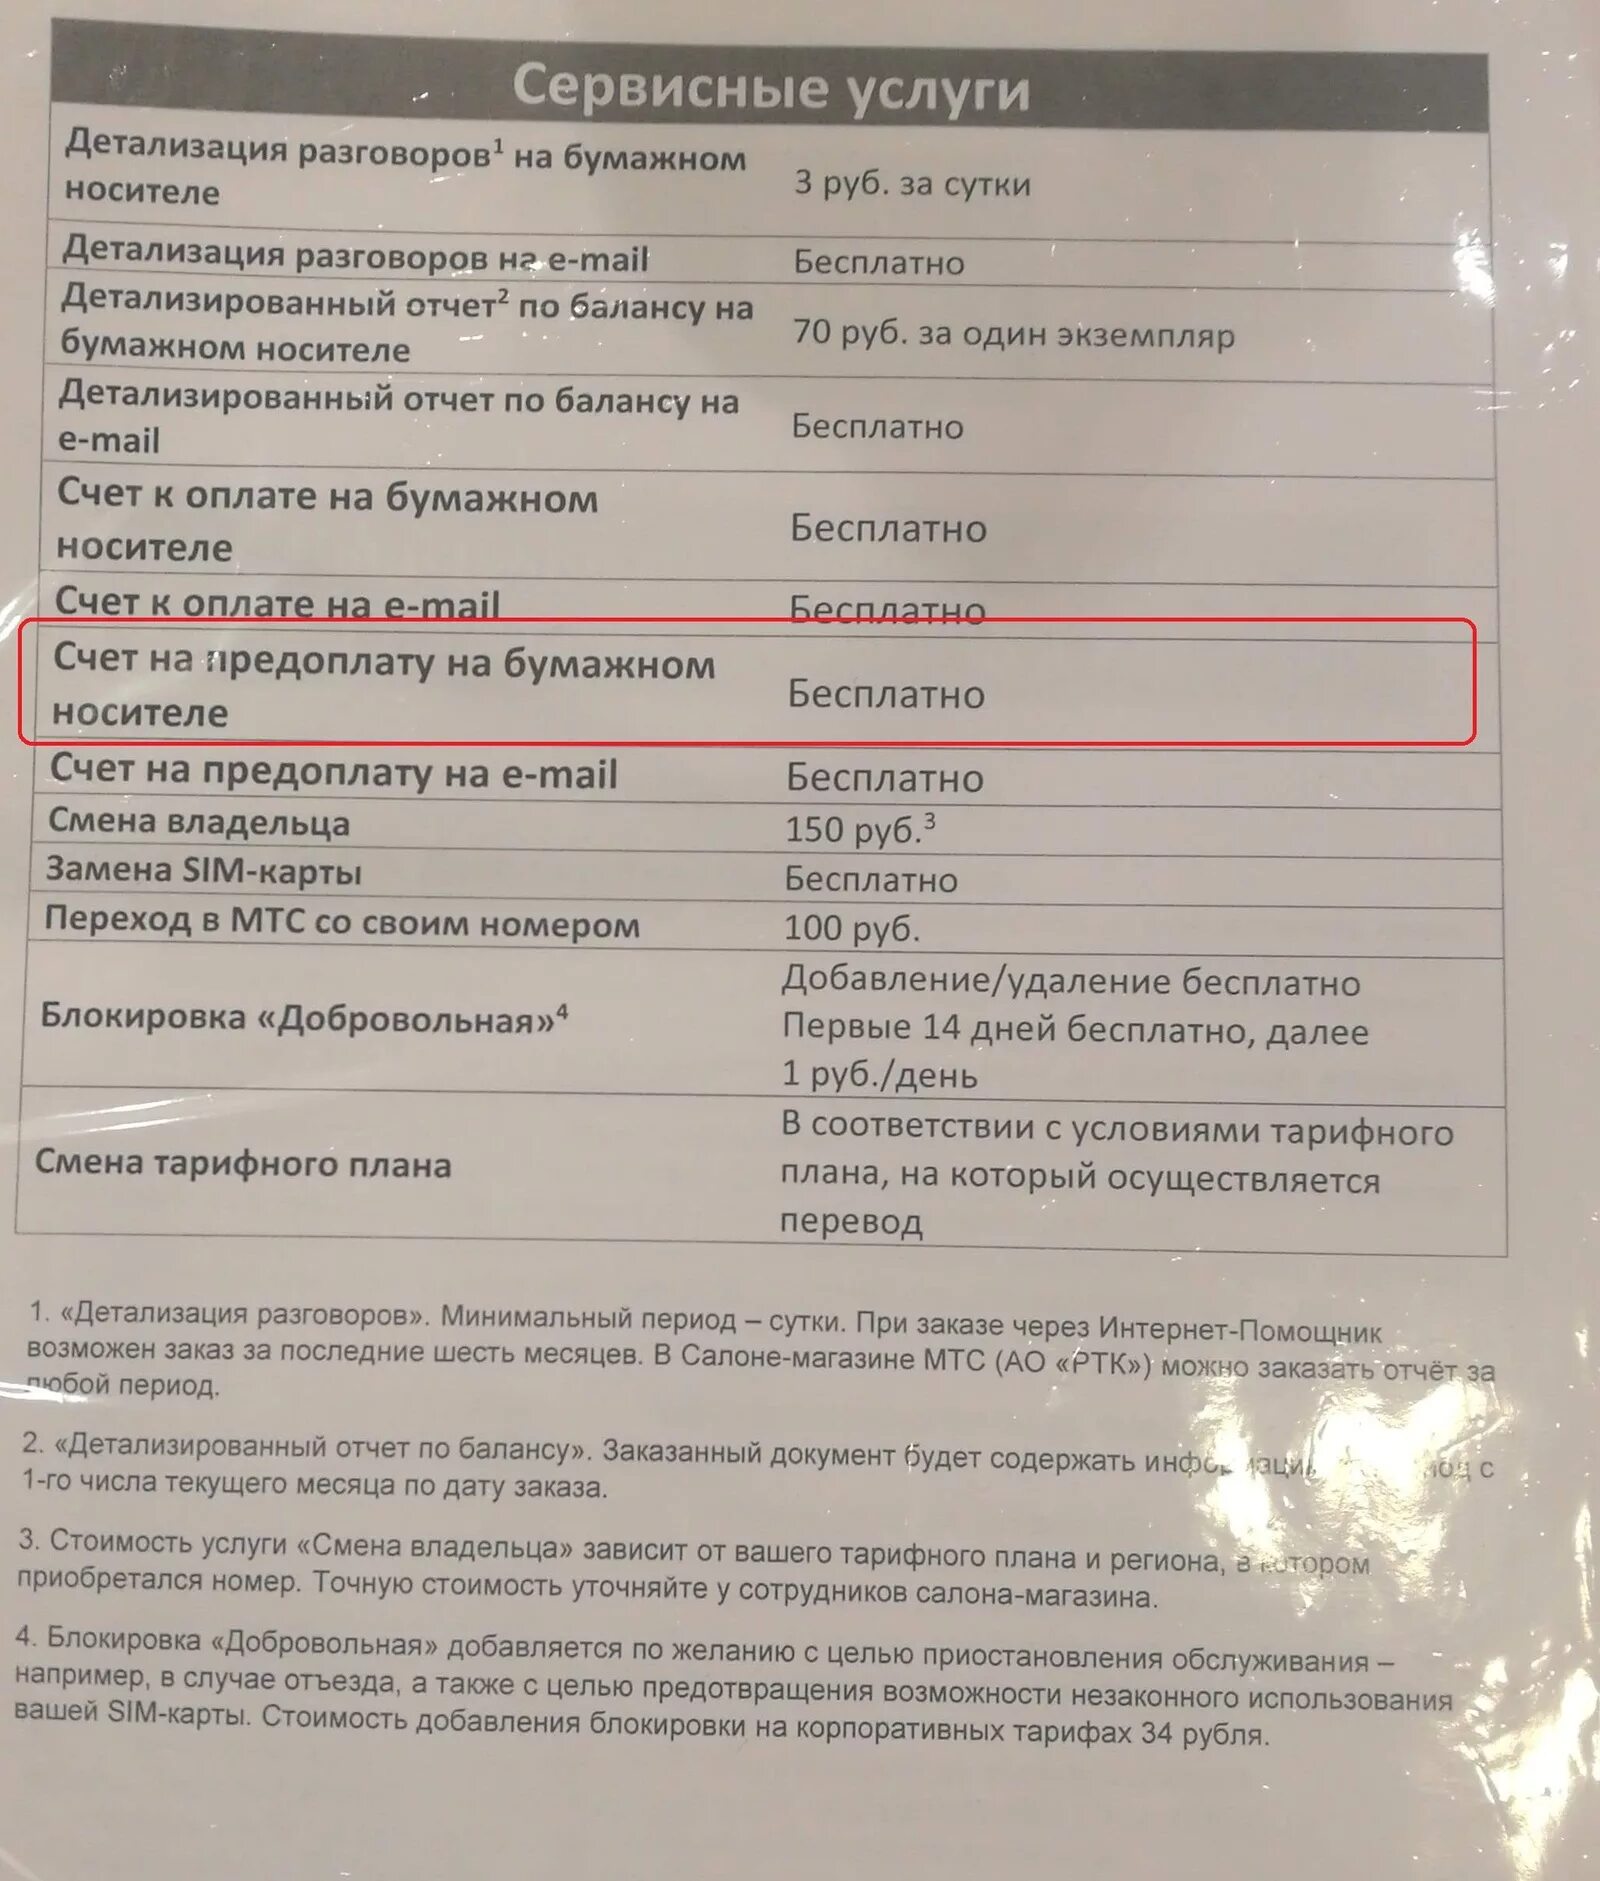 Сервисные услуги
Детализация разговоров¹ на бумажном
носителе
3 руб. за сутки
Детализация разговоров на e-mail
Бесплатно
Детализированный отчет² по балансу на
бумажном носителе
70 руб. за один экземпляр
Детализированный отчет по балансу на
e-mail
Бесплатно
Счет к оплате на бумажном
носителе
Бесплатно
Счет к оплате на e-mail
Бесплатно
Счет на предоплату на бумажном
носителе
Бесплатно
Счет на предоплату на e-mail
Бесплатно
Смена владельца
150 руб.³
Замена SIM-карты
Бесплатно
Переход в МТС со своим номером
100 руб.
Блокировка «Добровольная»⁴
Добавление/удаление бесплатно
Первые 14 дней бесплатно, далее
1 руб./день
Смена тарифного плана
В соответствии с условиями тарифного
плана, на который осуществляется
перевод
1. «Детализация разговоров». Минимальный период – сутки. При заказе через Интернет-Помощник
возможен заказ за последние шесть месяцев. В Салоне-магазине МТС (АО «РТК») можно заказать отчёт за
любой период.
2. «Детализированный отчет по балансу». Заказанный документ будет содержать с
1-го числа текущего месяца по дату заказа.
3. Стоимость услуги «Смена владельца» зависит от вашего тарифного плана и региона, в котором
приобретался номер. Точную стоимость уточняйте у сотрудников салона-магазина.
4. Блокировка «Добровольная» добавляется по желанию с целью приостановления обслуживания –
например, в случае отъезда, а также с целью предотвращения возможности незаконного использования
вашей SIM-карты. Стоимость добавления блокировки на корпоративных тарифах 34 рубля.